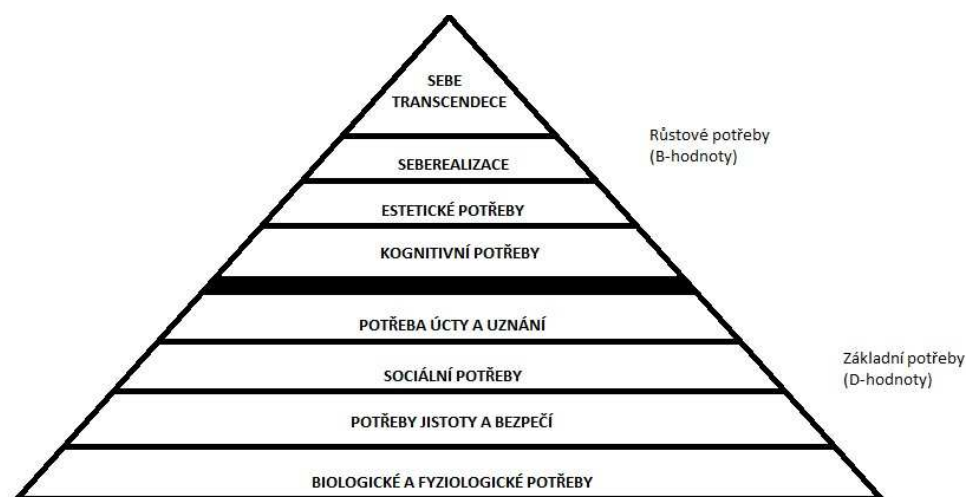 SEBE
TRANSCENDECE
Růstové potřeby
(B-hodnoty)
SEBEREALIZACE
ESTETICKÉ POTŘEBY
KOGNITIVNÍ POTŘEBY
POTŘEBA ÚCTY A UZNÁNÍ
Základní potřeby
(D-hodnoty)
SOCIÁLNÍ POTŘEBY
POTŘEBY JISTOTY A BEZPEČÍ
BIOLOGICKÉ A FYZIOLOGICKÉ POTŘEBY